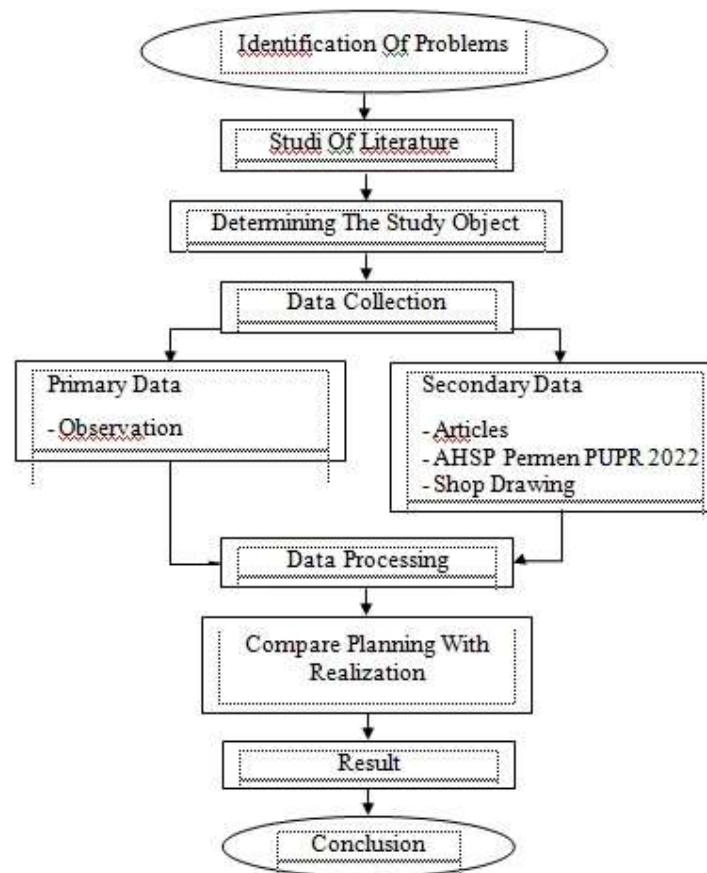 Identification Of Problems
Studi Of Literature
Determining The Study Object
Data Collection
Primary Data
- Observation
Secondary Data
- Articles
- AHSP Permen PUPR 2022
- Shop Drawing
Data Processing
Compare Planning With
Realization
Result
Conclusion